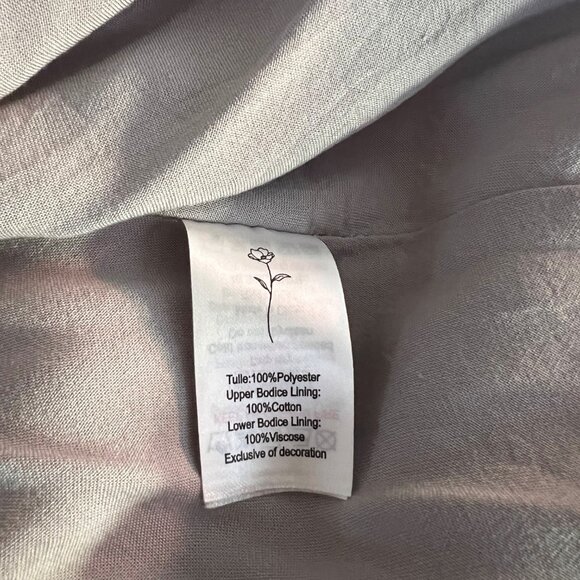 Tulle:100%Polyester
Upper Bodice Lining:
100%Cotton
Lower Bodice Lining:
100%Viscose
Exclusive of decoration